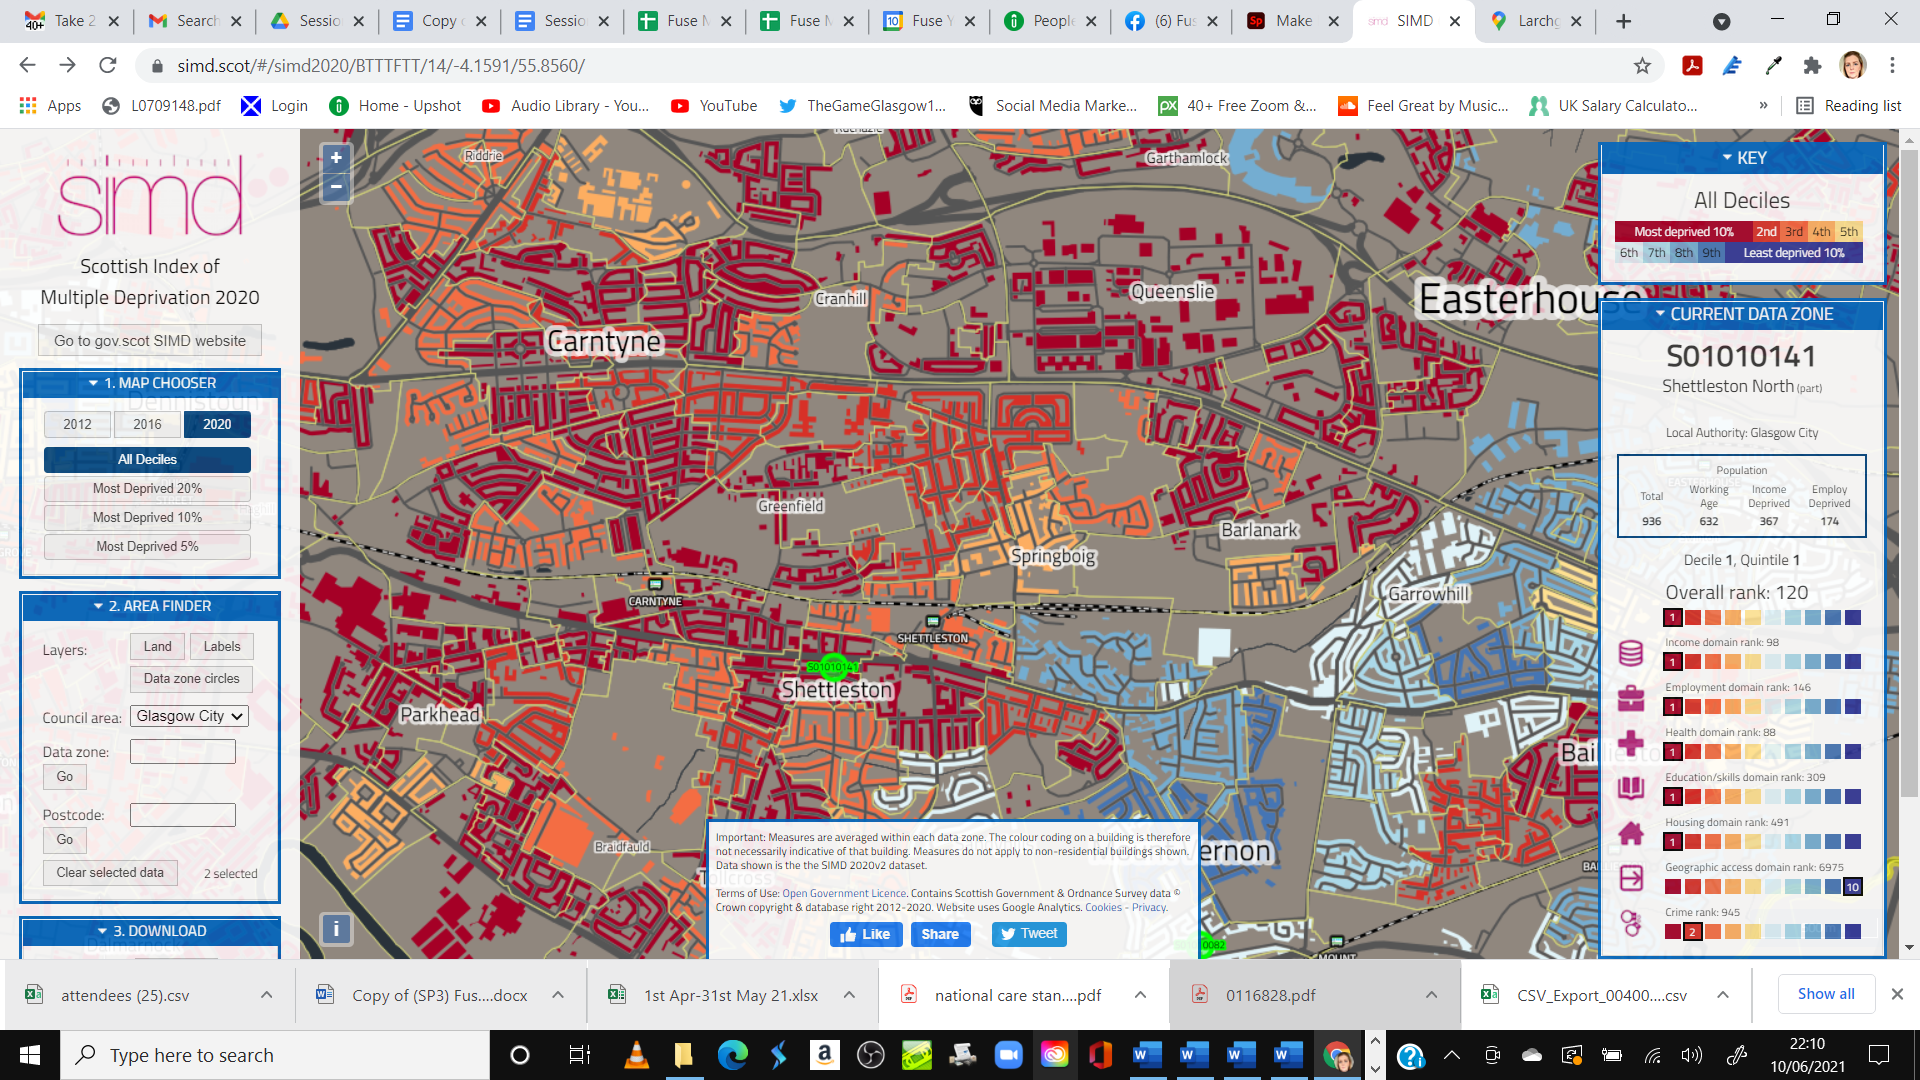 Take 2
Search
Sessio
Copy
Sessio
Fuse M
Fuse M
Fuse Y
People
(6) Fus
Make
SIMD
Larchg
simd.scot/#/simd2020/BTTTFTT/14/-4.1591/55.8560/
Apps
L0709148.pdf
Login
Home - Upshot
Audio Library - You...
YouTube
TheGameGlasgow1...
Social Media Marke...
40+ Free Zoom &...
Feel Great by Music...
UK Salary Calculato...
»
Reading list
simd
Scottish Index of
Multiple Deprivation 2020
Go to gov.scot SIMD website
1. MAP CHOOSER
2012
2016
2020
All Deciles
Most Deprived 20%
Most Deprived 10%
Most Deprived 5%
2. AREA FINDER
Layers:
Land
Labels
Data zone circles
Council area:
Glasgow City
Data zone:
Go
Postcode:
Go
Clear selected data
2 selected
3. DOWNLOAD
+
−
Riddrie
Ruchazie
Garthamlock
Cranhill
Queenslie
Easterhouse
Carntyne
Greenfield
Springboig
Barlanark
Garrowhill
CARNTYNE
SHETTLESTON
S01010141
Shettleston
Parkhead
Braidfauld
Tollcross
MOUNT
i
Important: Measures are averaged within each data zone. The colour coding on a building is therefore
not necessarily indicative of that building. Measures do not apply to non-residential buildings shown.
Data shown is the the SIMD 2020v2 dataset.
Terms of Use: Open Government Licence. Contains Scottish Government & Ordnance Survey data ©
Crown copyright & database right 2012-2020. Website uses Google Analytics. Cookies - Privacy.
Like
Share
Tweet
KEY
All Deciles
Most deprived 10% 2nd 3rd 4th 5th
6th 7th 8th 9th Least deprived 10%
CURRENT DATA ZONE
S01010141
Shettleston North (part)
Local Authority: Glasgow City
Population
Total
Working Age
Income Deprived
Employ Deprived
936 632 367 174
Decile 1, Quintile 1
Overall rank: 120
1
Income domain rank: 98
1
Employment domain rank: 146
1
Health domain rank: 88
1
Education/skills domain rank: 309
1
Housing domain rank: 491
1
Geographic access domain rank: 6975
10
Crime rank: 945
2
attendees (25).csv
Copy of (SP3) Fus....docx
1st Apr-31st May 21.xlsx
national care stan....pdf
0116828.pdf
CSV_Export_00400....csv
Show all
Type here to search
22:10
10/06/2021